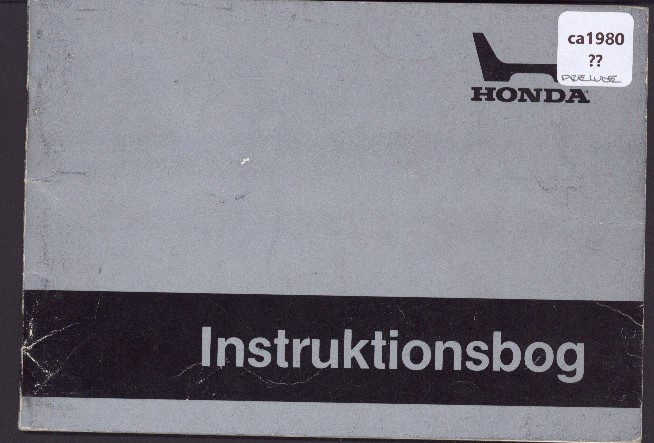 ca1980
??
PRELUDE
HONDA
Instruktionsbog